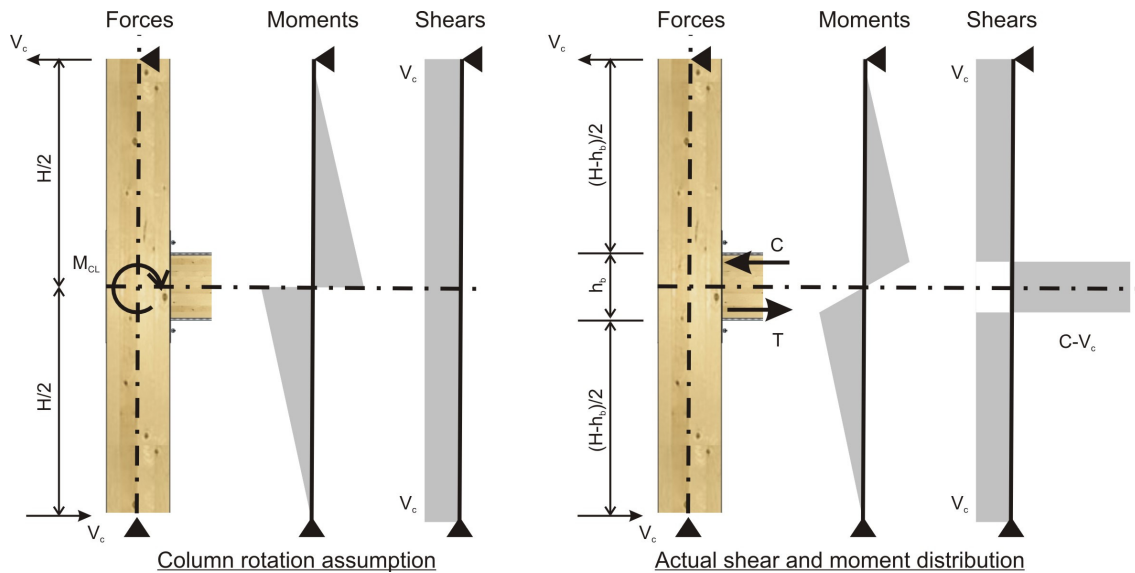 Forces Moments Shears
V_c
V_c
H/2
M_CL
H/2
V_c
Column rotation assumption
Forces Moments Shears
V_c
V_c
(H-h_b)/2
C
h_b
T
C-V_c
(H-h_b)/2
V_c
V_c
Actual shear and moment distribution